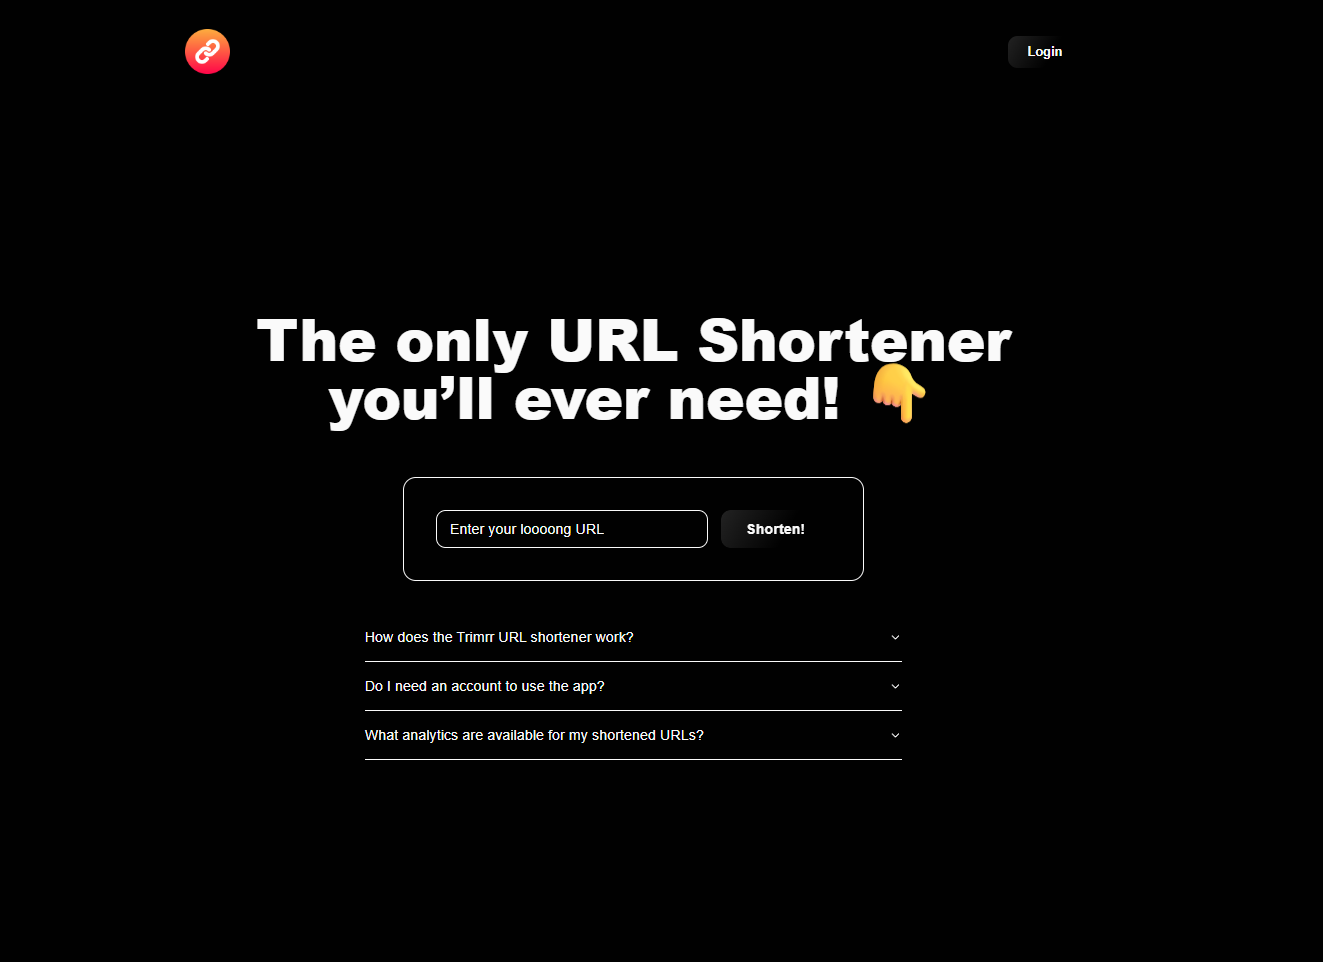 Login
The only URL Shortener
you’ll ever need! 👇
Enter your loooong URL
Shorten!
How does the Trimrr URL shortener work?
Do I need an account to use the app?
What analytics are available for my shortened URLs?